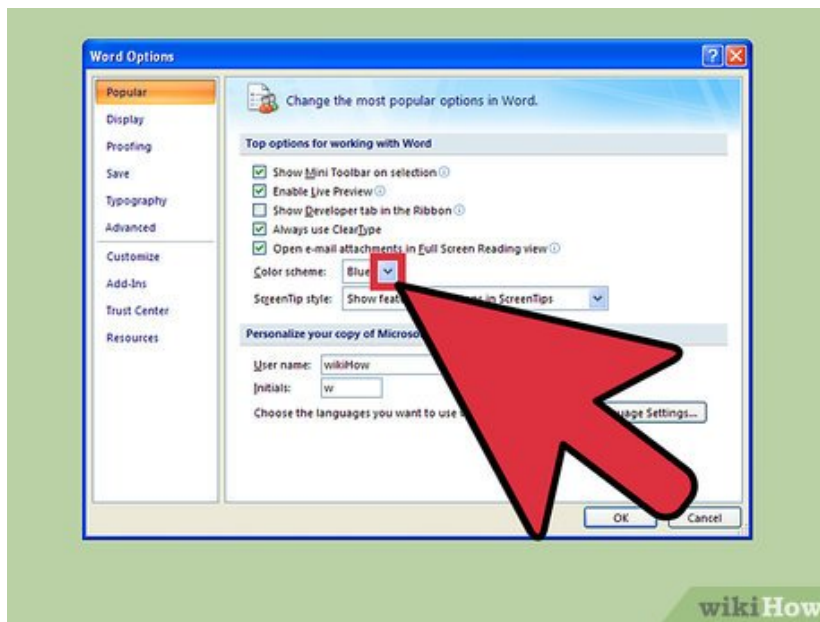 Word Options
Popular
Display
Proofing
Save
Typography
Advanced
Customize
Add-Ins
Trust Center
Resources
Change the most popular options in Word.
Top options for working with Word
Show Mini Toolbar on selection
Enable Live Preview
Show Developer tab in the Ribbon
Always use ClearType
Open e-mail attachments in Full Screen Reading view
Color scheme: Blue
ScreenTip style: Show in ScreenTips
Personalize your copy of
User name: wikiHow
Initials: w
Choose the languages you want to use Settings...
OK Cancel
wikiHow